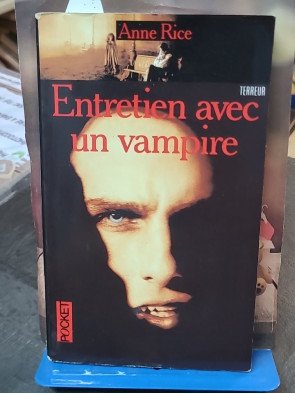 Anne Rice
TERREUR
Entretien avec
un vampire
POCKET